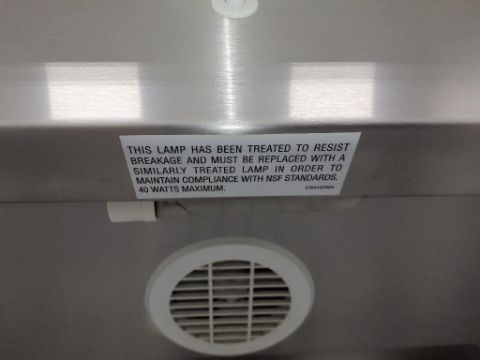 THIS LAMP HAS BEEN TREATED TO RESIST
BREAKAGE AND MUST BE REPLACED WITH A
SIMILARLY TREATED LAMP IN ORDER TO
MAINTAIN COMPLIANCE WITH NSF STANDARDS.
40 WATTS MAXIMUM.